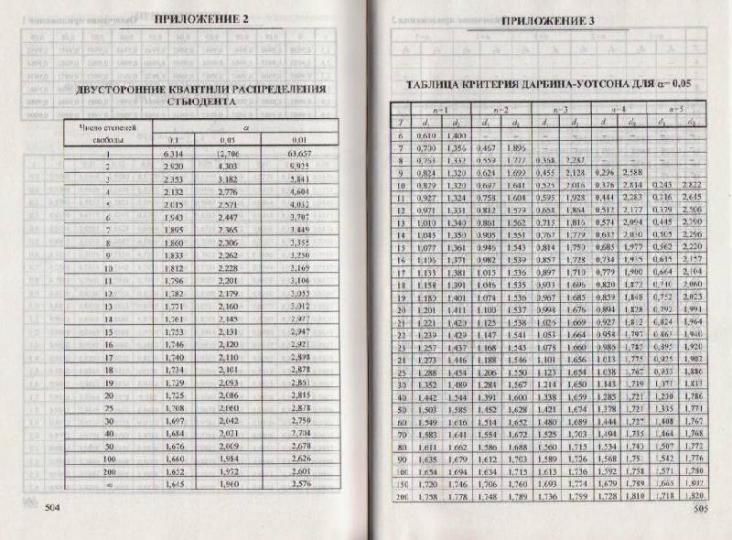 ПРИЛОЖЕНИЕ 2
ДВУСТОРОННИЕ КВАНТИЛИ РАСПРЕДЕЛЕНИЯ
СТЬЮДЕНТА
Число степеней α
свободы 0,1 0,05 0,01
1 6,314 12,706 63,657
2 2,920 4,303 9,925
3 2,353 3,182 5,841
4 2,132 2,776 4,604
5 2,015 2,571 4,032
6 1,943 2,447 3,707
7 1,895 2,365 3,449
8 1,860 2,306 3,355
9 1,833 2,262 3,250
10 1,812 2,228 3,169
11 1,796 2,201 3,106
12 1,782 2,179 3,055
13 1,771 2,160 3,012
14 1,761 2,145 2,977
15 1,753 2,131 2,947
16 1,746 2,120 2,921
17 1,740 2,110 2,898
18 1,734 2,101 2,878
19 1,729 2,093 2,861
20 1,725 2,086 2,845
25 1,708 2,060
30 1,697 2,042 2,750
40 1,684 2,021 2,704
50 1,676 2,009 2,678
100 1,660 1,984 2,626
200 1,652 1,972 2,601
∞ 1,645 1,960 2,576
504
ПРИЛОЖЕНИЕ 3
ТАБЛИЦА КРИТЕРИЯ ДАРБИНА-УОТСОНА ДЛЯ α= 0,05
n=1 n=2 n=3 n=4 n=5
6 0,610 1,400 – – – – – – – –
7 0,700 1,356 0,467 1,896 – – – – – –
8 0,763 1,332 0,559 1,777 0,368 2,287 – – – –
9 0,824 1,320 0,629 1,699 0,455 2,128 0,296 2,588 – –
10 0,879 1,320 0,697 1,641 0,525 2,016 0,376 2,414 0,243 2,822
11 0,927 1,324 0,758 1,604 0,595 1,928 0,444 2,283 0,316 2,645
12 0,971 1,331 0,812 1,579 0,658 1,864 0,512 2,177 0,379 2,506
13 1,010 1,340 0,861 1,562 0,715 1,816 0,574 2,094 0,445 2,390
14 1,045 1,350 0,905 1,551 0,767 1,779 0,632 2,030 0,505 2,296
15 1,077 1,361 0,946 1,543 0,814 1,750 0,685 1,977 0,562 2,220
16 1,106 1,371 0,982 1,539 0,857 1,728 0,734 1,935 0,615 2,157
17 1,133 1,381 1,015 1,536 0,897 1,710 0,779 1,900 0,664 2,104
18 1,158 1,391 1,046 1,535 0,933 1,696 0,820 1,872 0,710 2,060
19 1,180 1,401 1,074 1,536 0,967 1,685 0,859 1,848 0,752 2,023
20 1,201 1,411 1,100 1,537 0,998 1,676 0,894 1,828 0,792 1,991
21 1,221 1,420 1,125 1,538 1,026 1,669 0,927 1,812 0,824 1,964
22 1,239 1,429 1,147 1,541 1,053 1,664 0,958 1,797 0,863 1,940
23 1,257 1,437 1,168 1,543 1,078 1,660 0,986 1,785 0,895 1,920
24 1,273 1,446 1,188 1,546 1,101 1,656 1,013 1,775 0,925 1,902
25 1,288 1,454 1,206 1,550 1,123 1,654 1,038 1,767 0,953 1,886
30 1,352 1,489 1,284 1,567 1,214 1,650 1,143 1,739 1,071 1,833
40 1,442 1,544 1,391 1,600 1,338 1,659 1,285 1,721 1,230 1,786
50 1,503 1,585 1,452 1,628 1,421 1,674 1,378 1,721 1,335 1,771
60 1,549 1,616 1,514 1,652 1,480 1,689 1,444 1,727 1,408 1,767
70 1,583 1,641 1,554 1,672 1,525 1,703 1,494 1,735 1,464 1,768
80 1,611 1,662 1,586 1,688 1,560 1,715 1,534 1,743 1,507 1,772
90 1,635 1,679 1,612 1,703 1,589 1,726 1,568 1,751 1,542 1,776
100 1,654 1,694 1,634 1,715 1,613 1,736 1,592 1,758 1,571 1,780
150 1,720 1,746 1,706 1,760 1,693 1,774 1,679 1,789 1,665 1,802
200 1,758 1,778 1,748 1,789 1,736 1,799 1,728 1,810 1,718 1,820
505